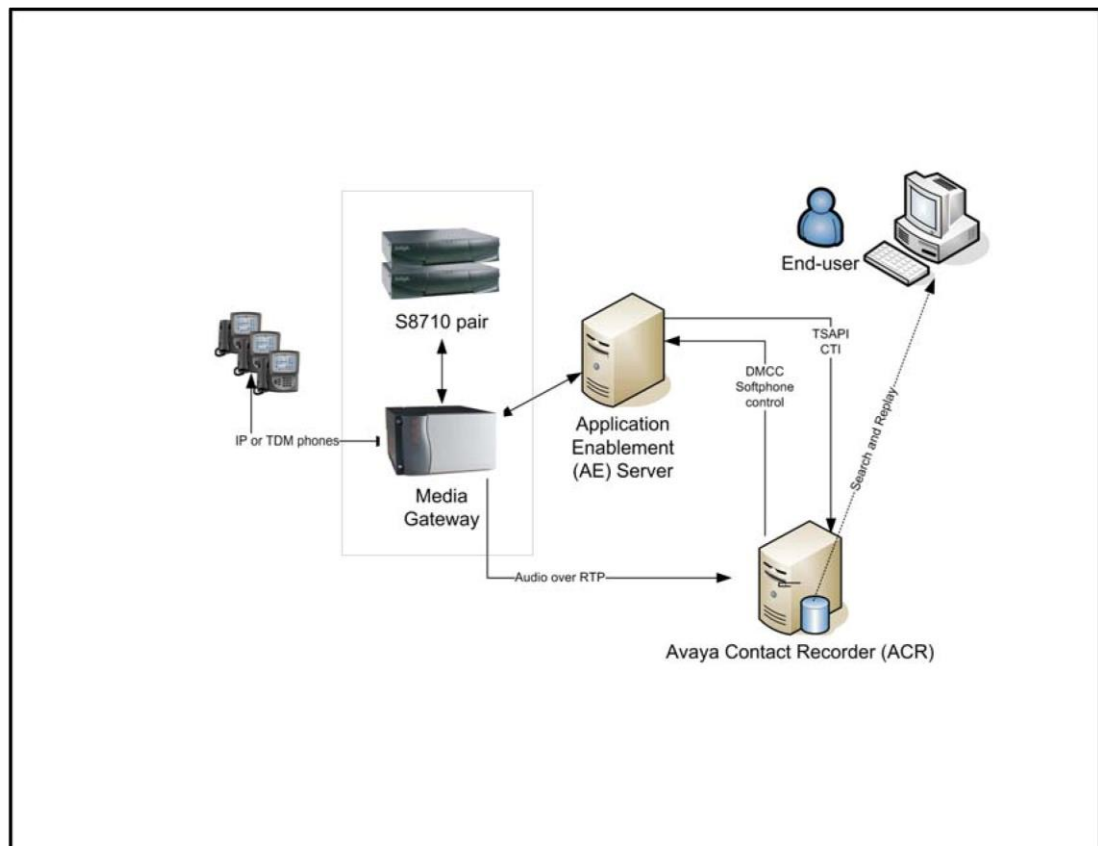 S8710 pair
IP or TDM phones
Media
Gateway
Application
Enablement
(AE) Server
Audio over RTP
DMCC
Softphone
control
TSAPI
CTI
End-user
Search and Replay
Avaya Contact Recorder (ACR)